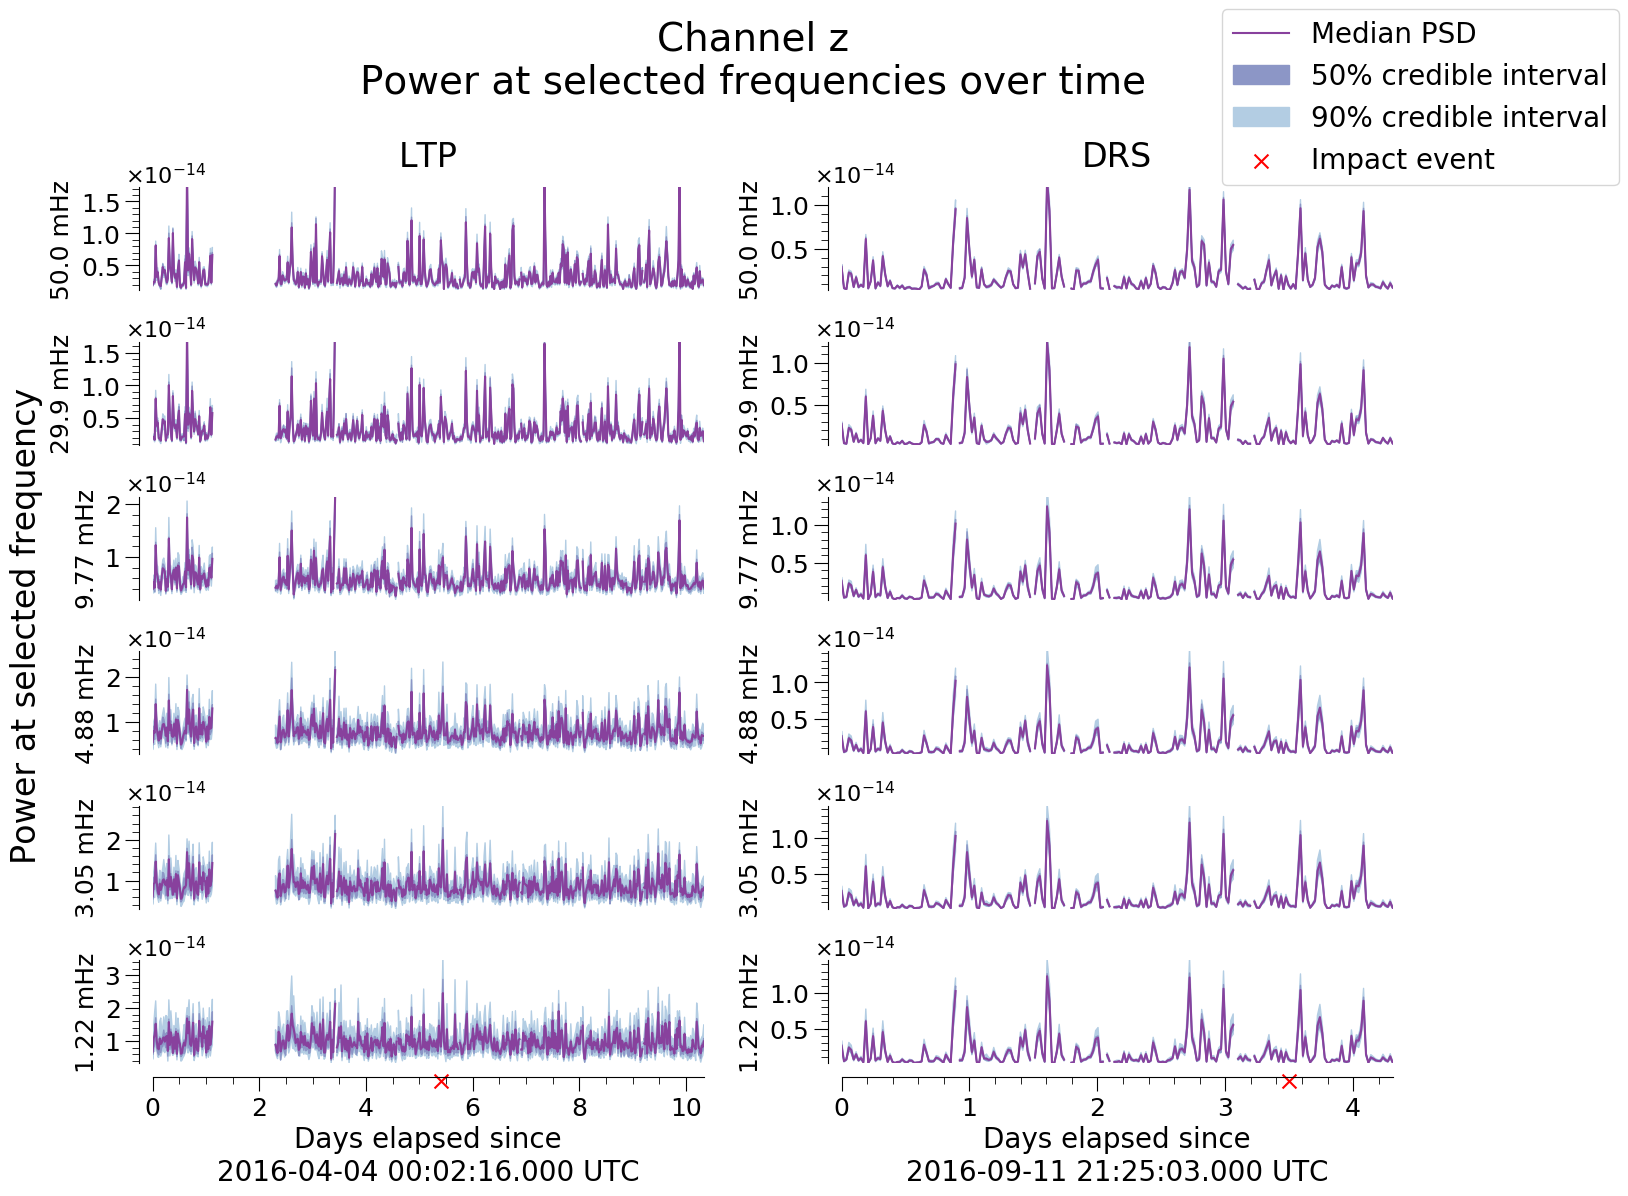 Channel z
Power at selected frequencies over time
Median PSD
50% credible interval
90% credible interval
Impact event
LTP
DRS
Power at selected frequency
×10⁻¹⁴
50.0 mHz
1.5
1.0
0.5
×10⁻¹⁴
50.0 mHz
1.0
0.5
×10⁻¹⁴
29.9 mHz
1.5
1.0
0.5
×10⁻¹⁴
29.9 mHz
1.0
0.5
×10⁻¹⁴
9.77 mHz
2
1
×10⁻¹⁴
9.77 mHz
1.0
0.5
×10⁻¹⁴
4.88 mHz
2
1
×10⁻¹⁴
4.88 mHz
1.0
0.5
×10⁻¹⁴
3.05 mHz
2
1
×10⁻¹⁴
3.05 mHz
1.0
0.5
×10⁻¹⁴
1.22 mHz
3
2
1
×10⁻¹⁴
1.22 mHz
1.0
0.5
0 2 4 6 8 10
Days elapsed since
2016-04-04 00:02:16.000 UTC
0 1 2 3 4
Days elapsed since
2016-09-11 21:25:03.000 UTC